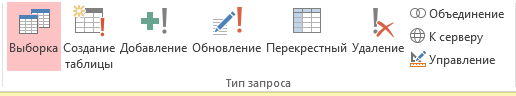 Выборка
Создание
таблицы
Добавление
Обновление
Перекрестный
Удаление
Объединение
К серверу
Управление
Тип запроса